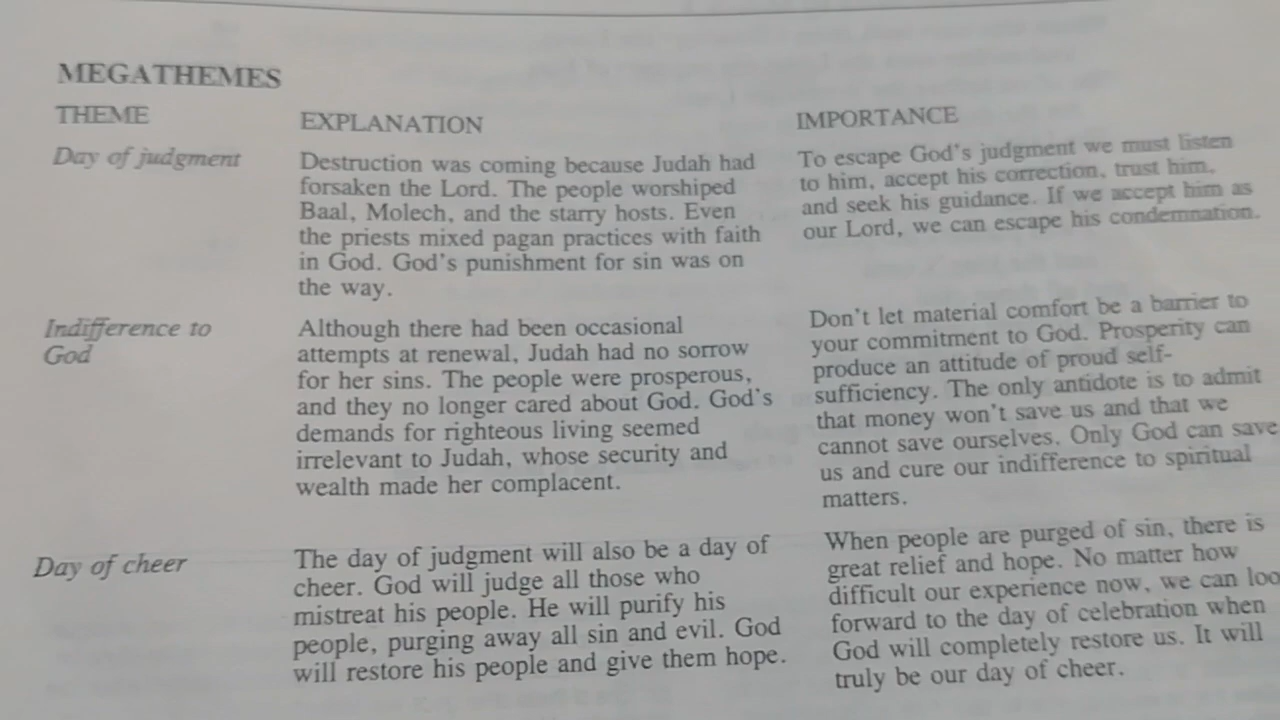 MEGATHEMES
THEME
EXPLANATION
IMPORTANCE
Day of judgment
Destruction was coming because Judah had
forsaken the Lord. The people worshiped
Baal, Molech, and the starry hosts. Even
the priests mixed pagan practices with faith
in God. God's punishment for sin was on
the way.
To escape God's judgment we must listen
to him, accept his correction, trust him,
and seek his guidance. If we accept him as
our Lord, we can escape his condemnation.
Indifference to
God
Although there had been occasional
attempts at renewal, Judah had no sorrow
for her sins. The people were prosperous,
and they no longer cared about God. God's
demands for righteous living seemed
irrelevant to Judah, whose security and
wealth made her complacent.
Don't let material comfort be a barrier to
your commitment to God. Prosperity can
produce an attitude of proud self-
sufficiency. The only antidote is to admit
that money won't save us and that we
cannot save ourselves. Only God can save
us and cure our indifference to spiritual
matters.
Day of cheer
The day of judgment will also be a day of
cheer. God will judge all those who
mistreat his people. He will purify his
people, purging away all sin and evil. God
will restore his people and give them hope.
When people are purged of sin, there is
great relief and hope. No matter how
difficult our experience now, we can loo
forward to the day of celebration when
God will completely restore us. It will
truly be our day of cheer.